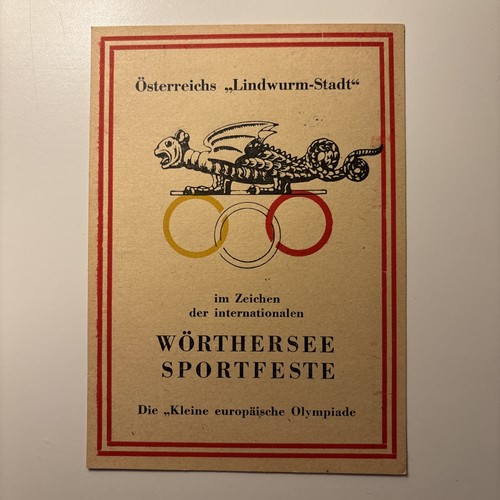 Österreichs „Lindwurm-Stadt“
im Zeichen
der internationalen
WÖRTHERSEE
SPORTFESTE
Die „Kleine europäische Olympiade